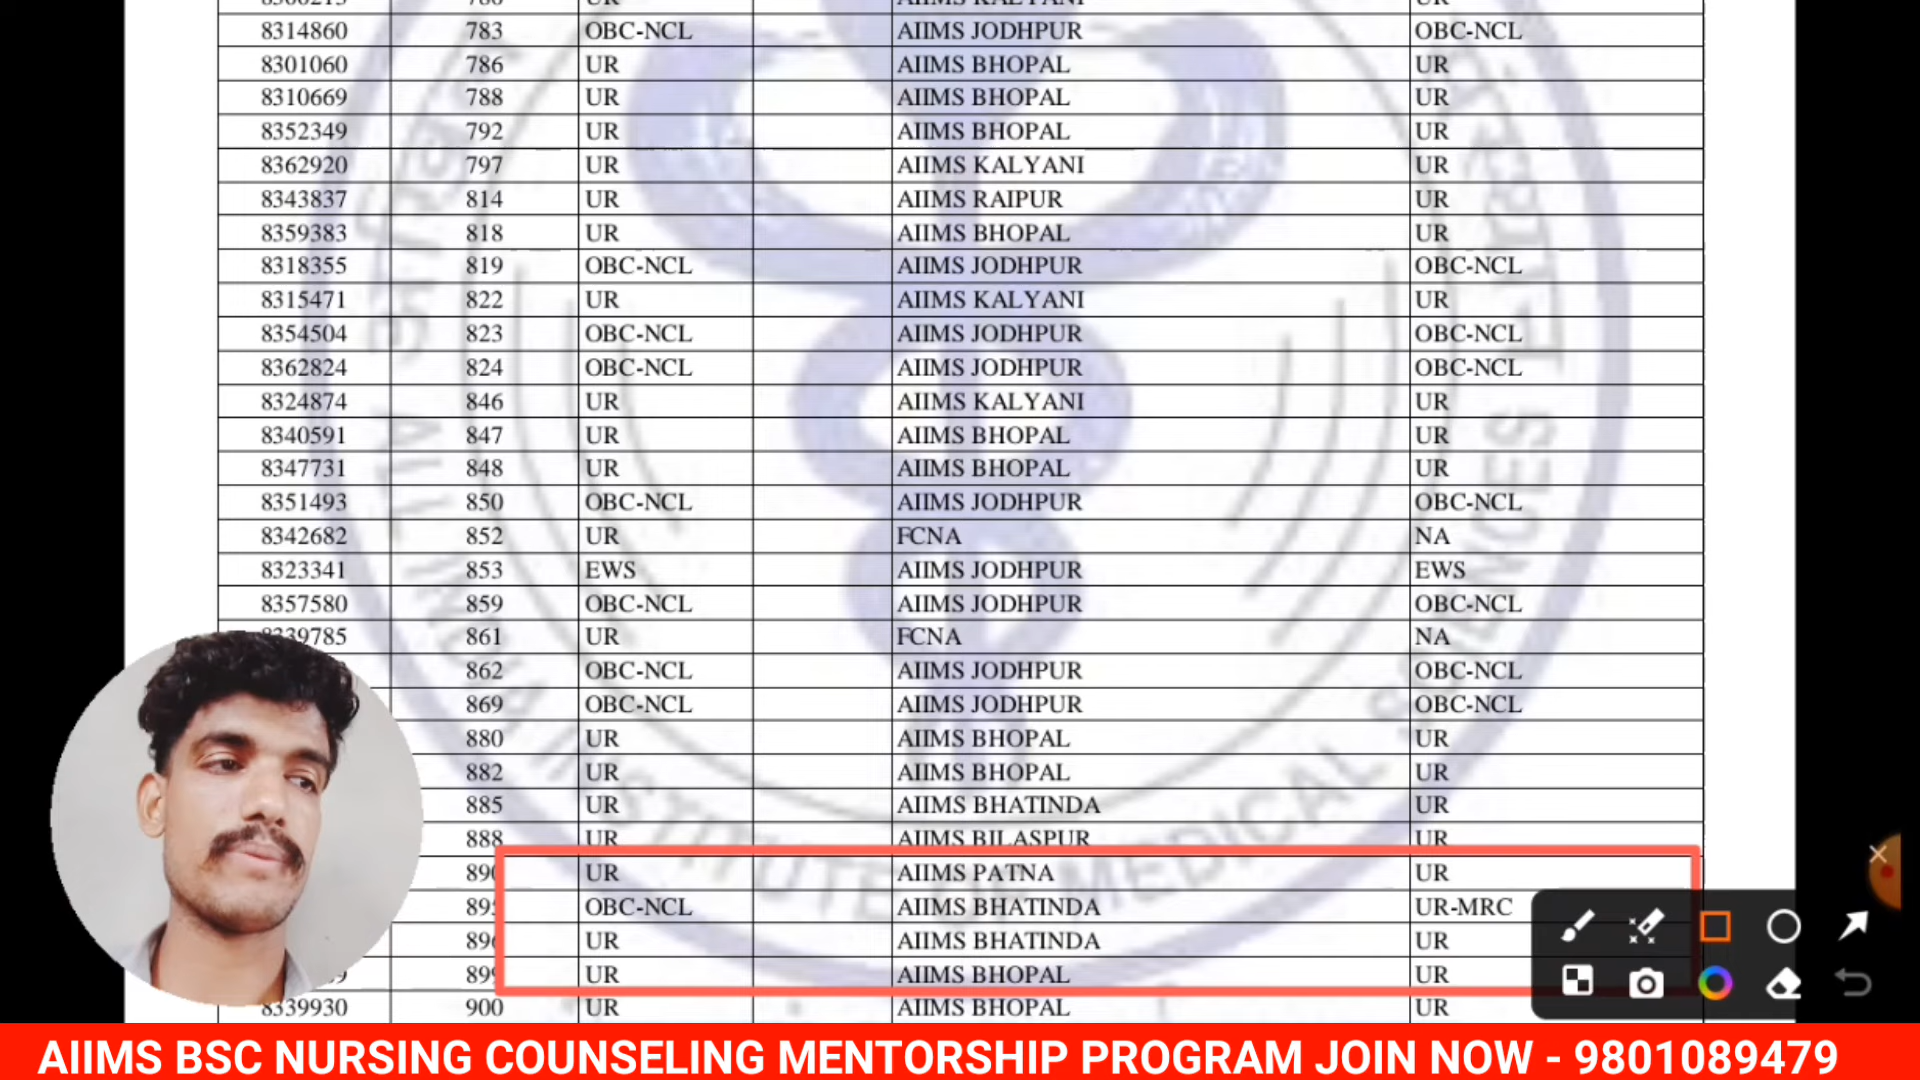 783 OBC-NCL AIIMS JODHPUR OBC-NCL
8314860
8301060 786 UR AIIMS BHOPAL UR
8310669 788 UR AIIMS BHOPAL UR
8352349 792 UR AIIMS BHOPAL UR
8362920 797 UR AIIMS KALYANI UR
8343837 814 UR AIIMS RAIPUR UR
8359383 818 UR AIIMS BHOPAL UR
8318355 819 OBC-NCL AIIMS JODHPUR OBC-NCL
8315471 822 UR AIIMS KALYANI UR
8354504 823 OBC-NCL AIIMS JODHPUR OBC-NCL
8362824 824 OBC-NCL AIIMS JODHPUR OBC-NCL
8324874 846 UR AIIMS KALYANI UR
8340591 847 UR AIIMS BHOPAL UR
8347731 848 UR AIIMS BHOPAL UR
8351493 850 OBC-NCL AIIMS JODHPUR OBC-NCL
8342682 852 UR FCNA NA
8323341 853 EWS AIIMS JODHPUR EWS
8357580 859 OBC-NCL AIIMS JODHPUR OBC-NCL
861 UR FCNA NA
862 OBC-NCL AIIMS JODHPUR OBC-NCL
869 OBC-NCL AIIMS JODHPUR OBC-NCL
880 UR AIIMS BHOPAL UR
882 UR AIIMS BHOPAL UR
885 UR AIIMS BHATINDA UR
888 UR AIIMS BILASPUR UR
UR AIIMS PATNA UR
OBC-NCL AIIMS BHATINDA UR-MRC
UR AIIMS BHATINDA UR
UR AIIMS BHOPAL UR
8339930 900 UR AIIMS BHOPAL UR
ALL INDIA INSTITUTE OF MEDICAL SCIENCES
AIIMS BSC NURSING COUNSELING MENTORSHIP PROGRAM JOIN NOW - 9801089479